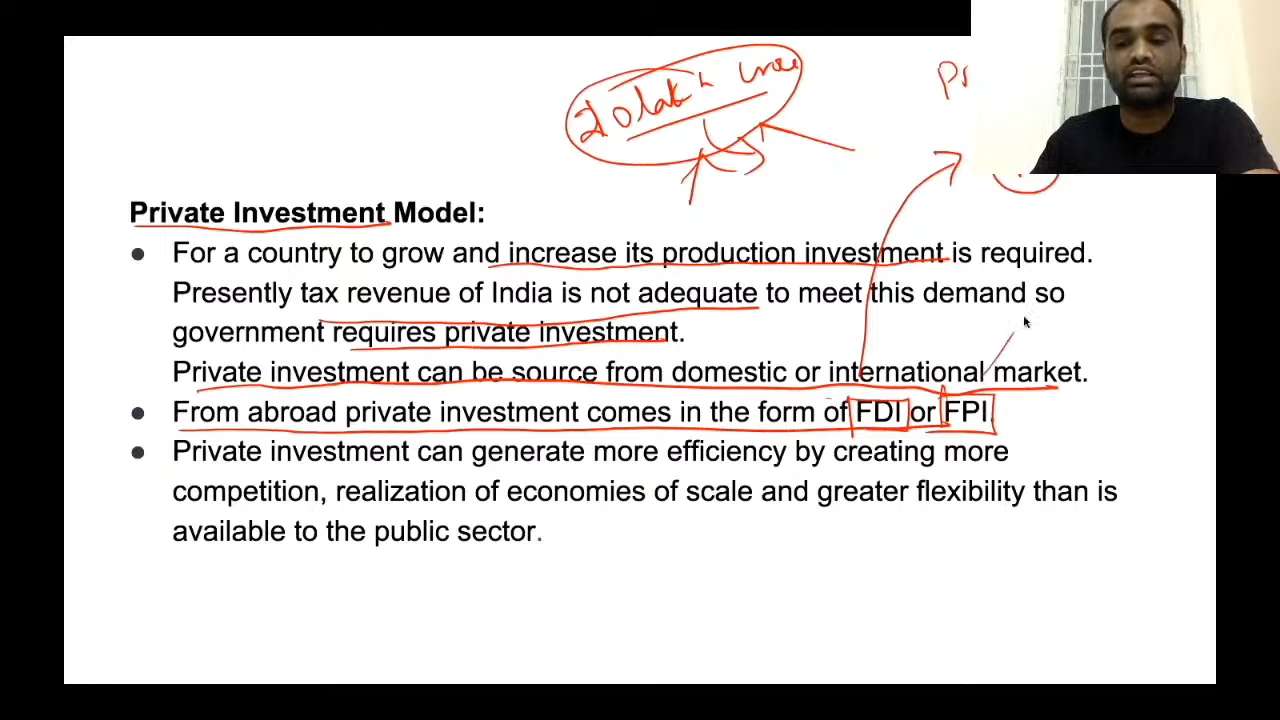 20 lakh crore
Private Investment Model:
● For a country to grow and increase its production investment is required.
Presently tax revenue of India is not adequate to meet this demand so
government requires private investment.
Private investment can be source from domestic or international market.
● From abroad private investment comes in the form of FDI or FPI.
● Private investment can generate more efficiency by creating more
competition, realization of economies of scale and greater flexibility than is
available to the public sector.